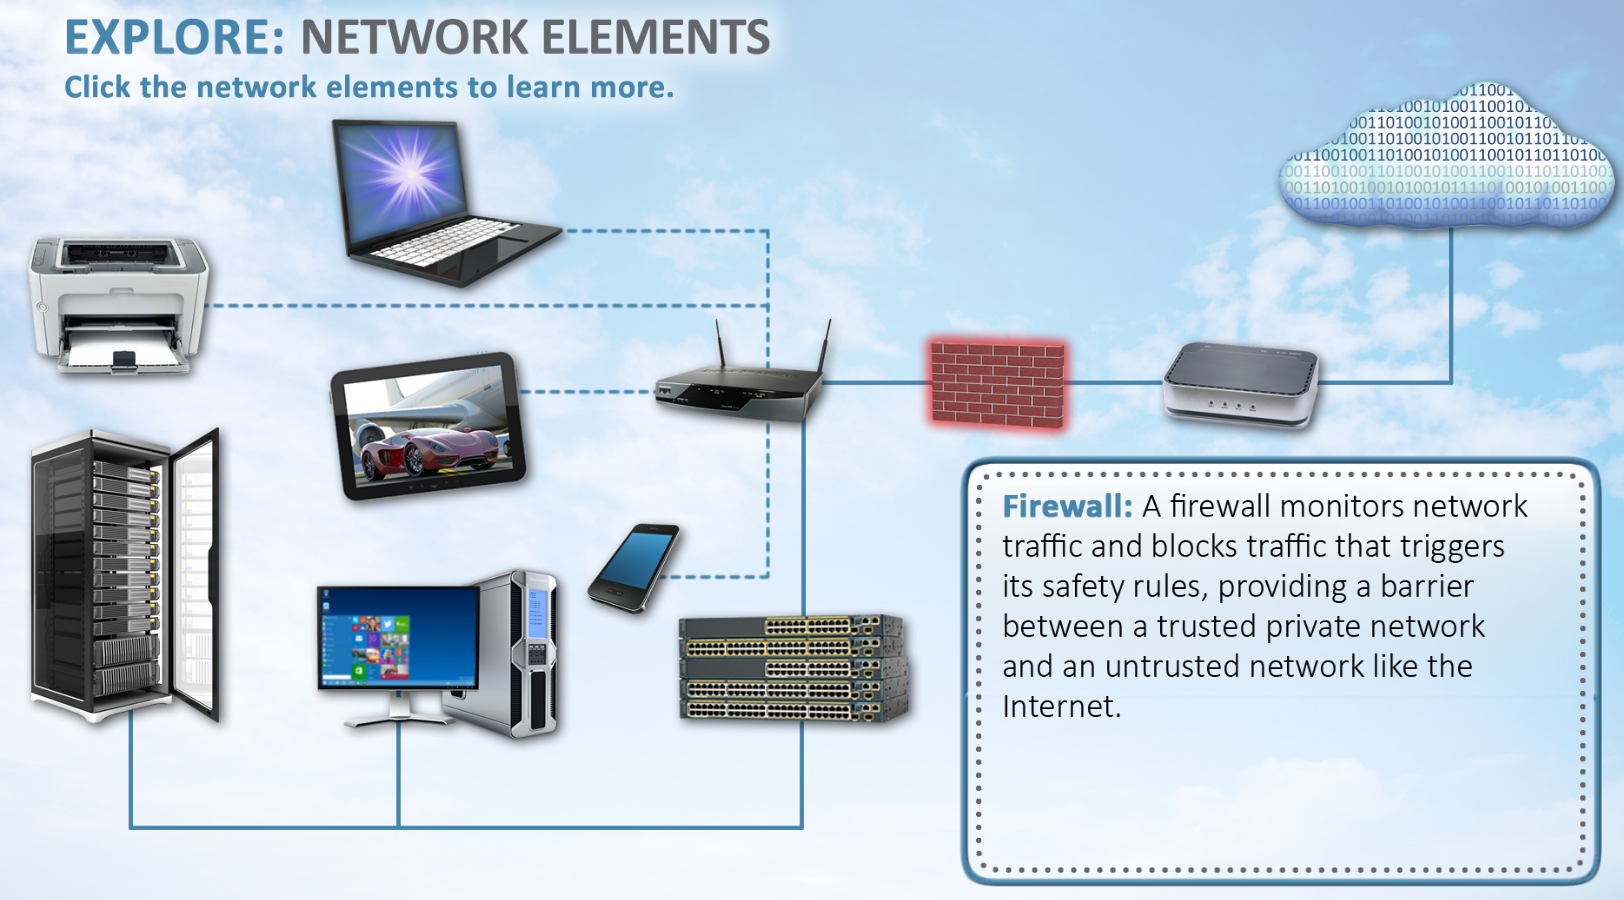 EXPLORE: NETWORK ELEMENTS
Click the network elements to learn more.
Firewall: A firewall monitors network
traffic and blocks traffic that triggers
its safety rules, providing a barrier
between a trusted private network
and an untrusted network like the
Internet.